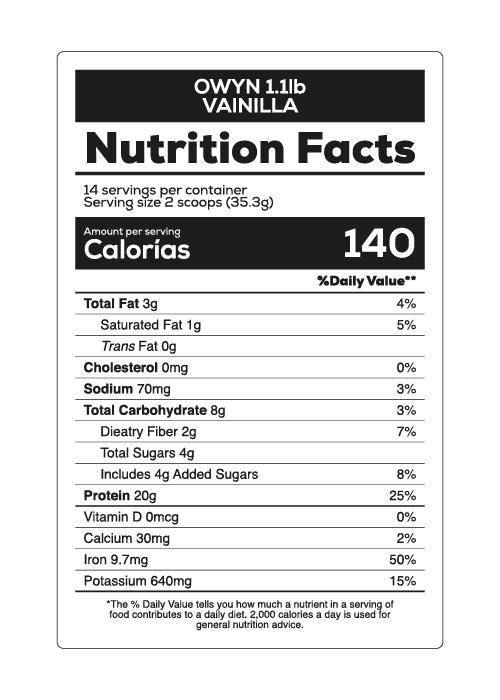 OWYN 1.1lb
VAINILLA
Nutrition Facts
14 servings per container
Serving size 2 scoops (35.3g)
Amount per serving
Calorías 140
%Daily Value**
Total Fat 3g 4%
Saturated Fat 1g 5%
Trans Fat 0g
Cholesterol 0mg 0%
Sodium 70mg 3%
Total Carbohydrate 8g 3%
Dieatry Fiber 2g 7%
Total Sugars 4g
Includes 4g Added Sugars 8%
Protein 20g 25%
Vitamin D 0mcg 0%
Calcium 30mg 2%
Iron 9.7mg 50%
Potassium 640mg 15%
*The % Daily Value tells you how much a nutrient in a serving of
food contributes to a daily diet. 2,000 calories a day is used for
general nutrition advice.